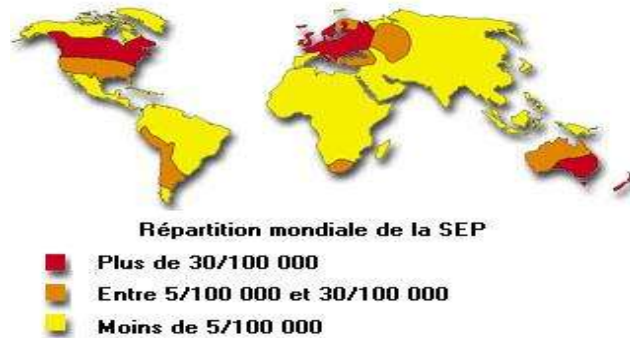 Répartition mondiale de la SEP
Plus de 30/100 000
Entre 5/100 000 et 30/100 000
Moins de 5/100 000